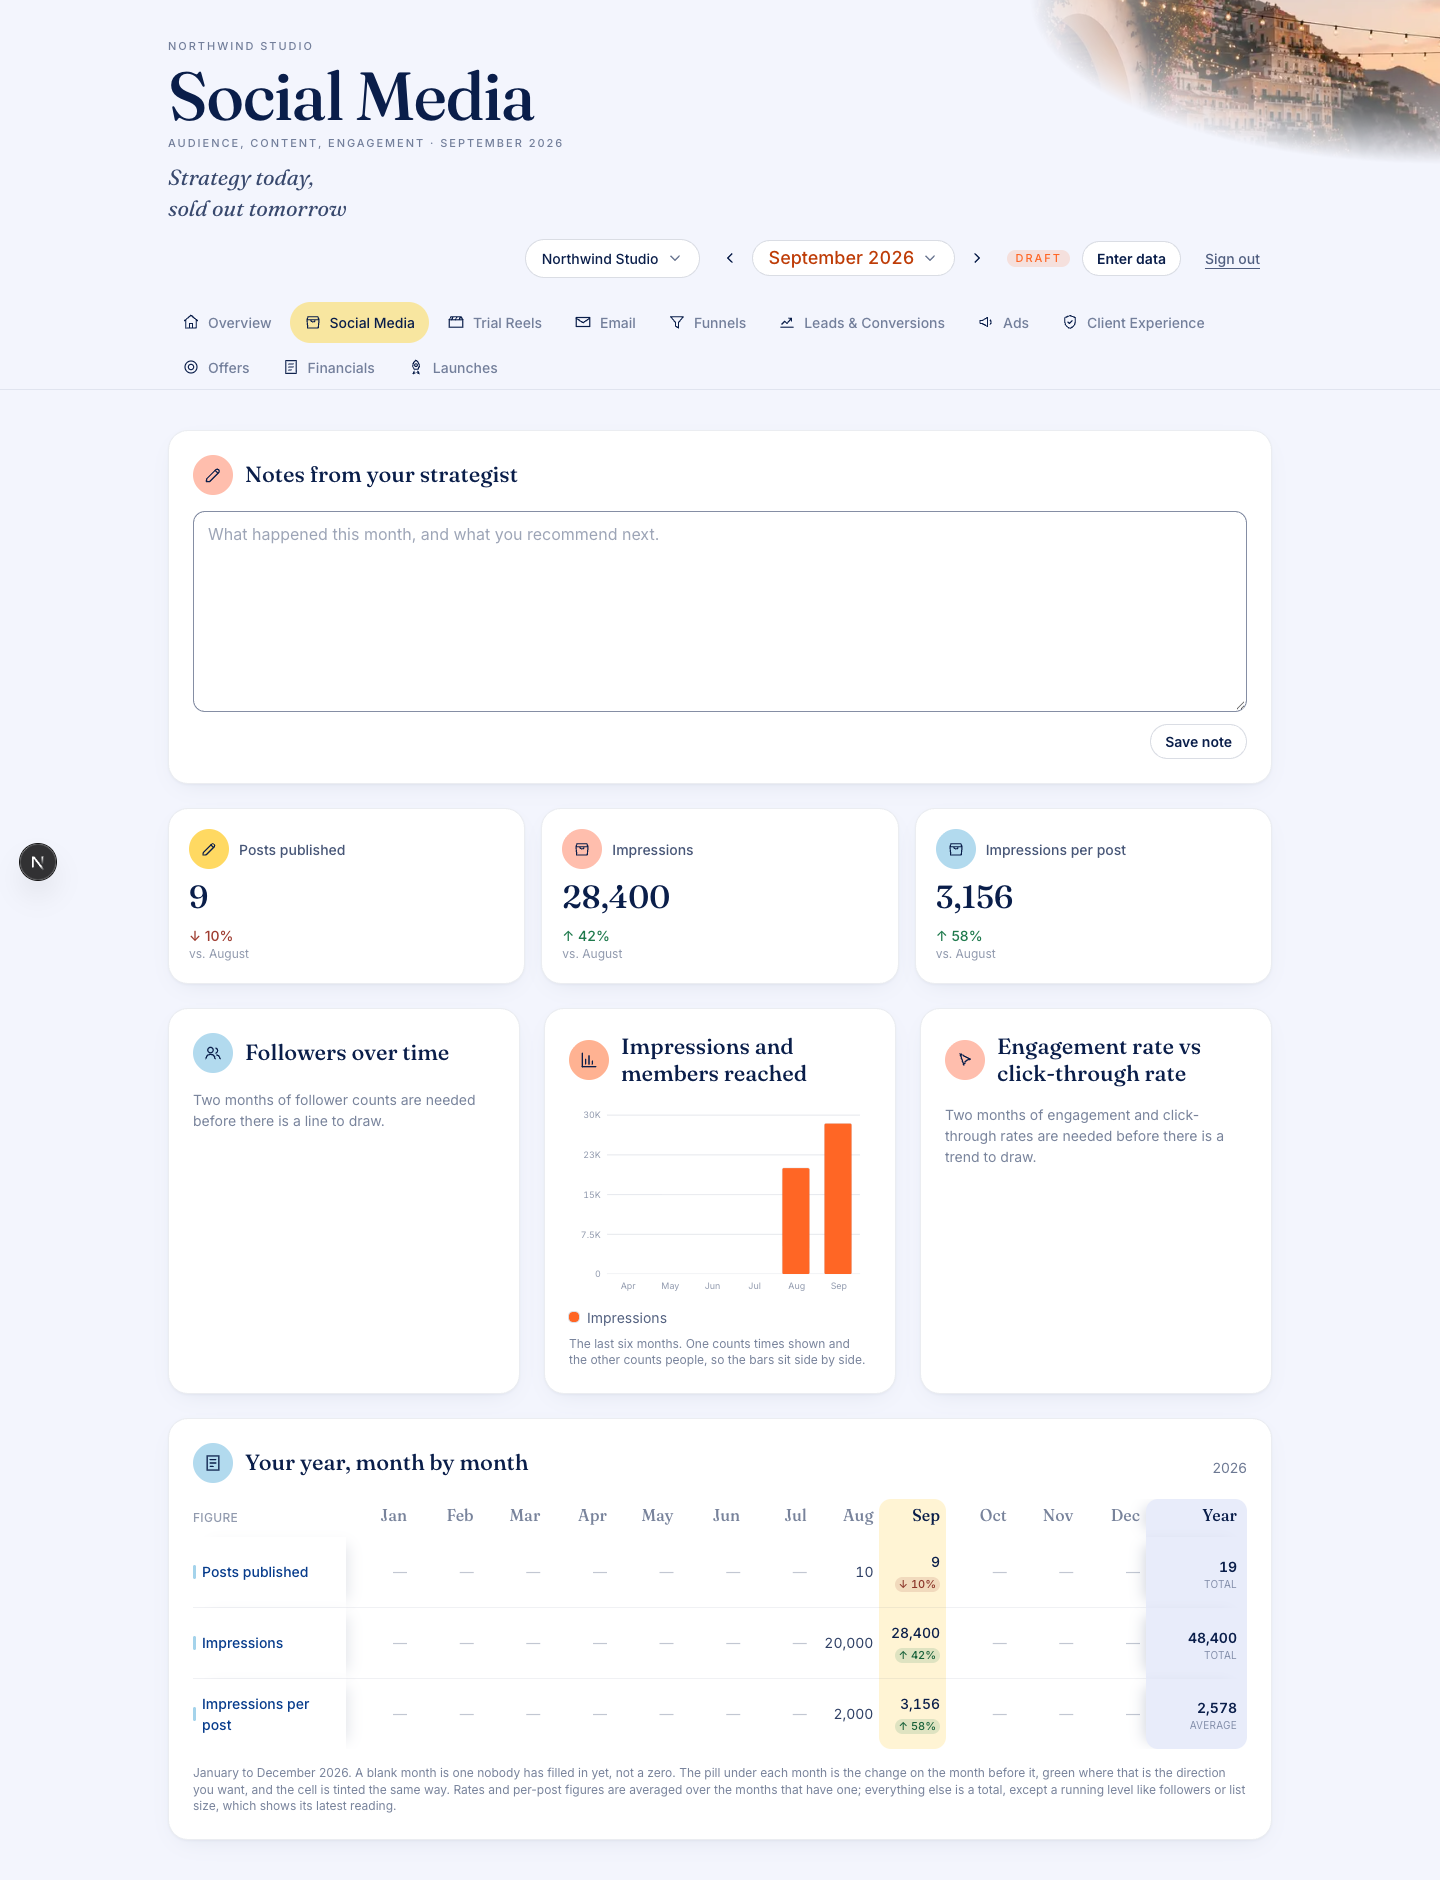 NORTHWIND STUDIO
Social Media
AUDIENCE, CONTENT, ENGAGEMENT · SEPTEMBER 2026
Strategy today,
sold out tomorrow
Northwind Studio
September 2026
DRAFT
Enter data
Sign out
Overview
Social Media
Trial Reels
Email
Funnels
Leads & Conversions
Ads
Client Experience
Offers
Financials
Launches
Notes from your strategist
What happened this month, and what you recommend next.
Save note
N
Posts published
9
↓ 10%
vs. August
Impressions
28,400
↑ 42%
vs. August
Impressions per post
3,156
↑ 58%
vs. August
Followers over time
Two months of follower counts are needed
before there is a line to draw.
Impressions and
members reached
30K
23K
15K
7.5K
0
Apr May Jun Jul Aug Sep
Impressions
The last six months. One counts times shown and
the other counts people, so the bars sit side by side.
Engagement rate vs
click-through rate
Two months of engagement and click-
through rates are needed before there is a
trend to draw.
Your year, month by month
2026
FIGURE Jan Feb Mar Apr May Jun Jul Aug Sep Oct Nov Dec Year
Posts published — — — — — — — 10 9 — — — 19
↓ 10% TOTAL
Impressions — — — — — — — 20,000 28,400 — — — 48,400
↑ 42% TOTAL
Impressions per
post — — — — — — — 2,000 3,156 — — — 2,578
↑ 58% AVERAGE
January to December 2026. A blank month is one nobody has filled in yet, not a zero. The pill under each month is the change on the month before it, green where that is the direction
you want, and the cell is tinted the same way. Rates and per-post figures are averaged over the months that have one; everything else is a total, except a running level like followers or list
size, which shows its latest reading.